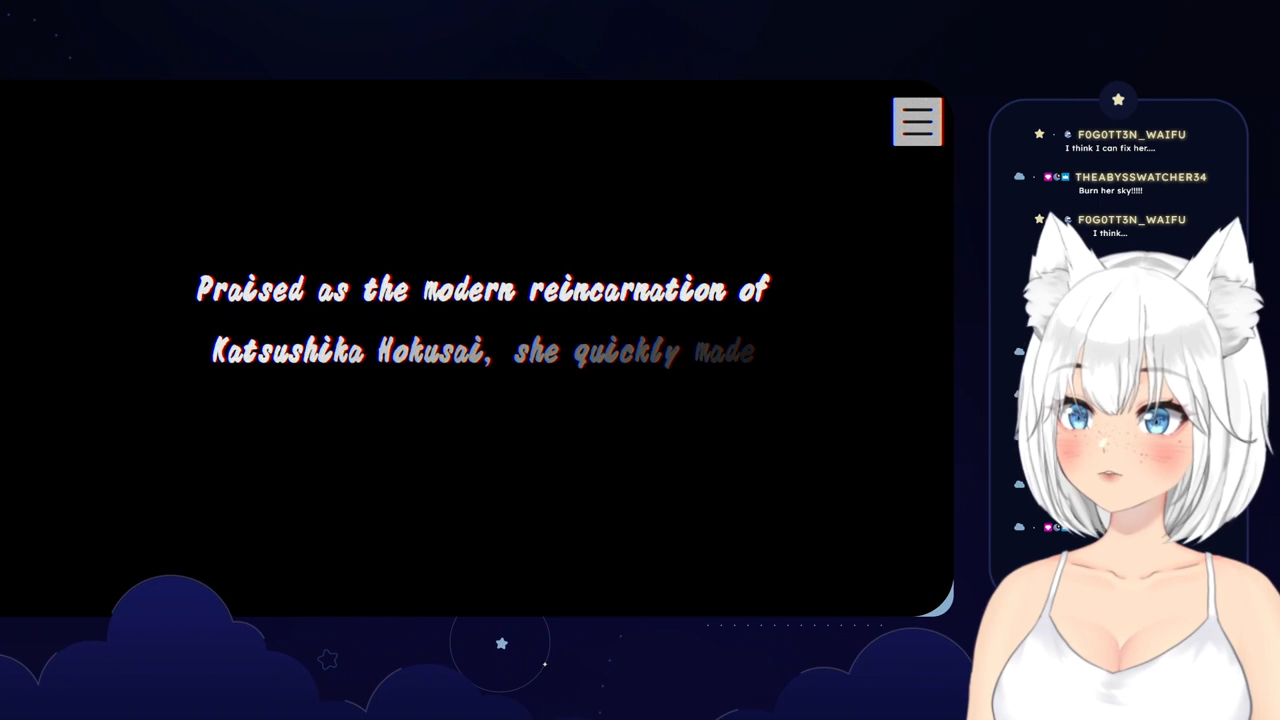 Praised as the modern reincarnation of
Katsushika Hokusai, she quickly made
F0G0TT3N_WAIFU
I think I can fix her....
THEABYSSWATCHER34
Burn her sky!!!!!
F0G0TT3N_WAIFU
I think...